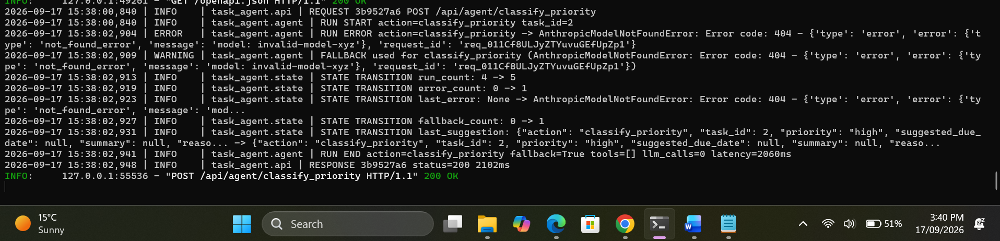 INFO:     127.0.0.1:49261 - "GET /openapi.json HTTP/1.1" 200 OK
2026-09-17 15:38:00,840 | INFO    | task_agent.api | REQUEST 3b9527a6 POST /api/agent/classify_priority
2026-09-17 15:38:00,840 | INFO    | task_agent.agent | RUN START action=classify_priority task_id=2
2026-09-17 15:38:02,904 | ERROR   | task_agent.agent | RUN ERROR action=classify_priority -> AnthropicModelNotFoundError: Error code: 404 - {'type': 'error', 'error': {'t
ype': 'not_found_error', 'message': 'model: invalid-model-xyz'}, 'request_id': 'req_011Cf8ULJyZTYuvuGEfUpZp1'}
2026-09-17 15:38:02,909 | WARNING | task_agent.agent | FALLBACK used for classify_priority (AnthropicModelNotFoundError: Error code: 404 - {'type': 'error', 'error': {'ty
pe': 'not_found_error', 'message': 'model: invalid-model-xyz'}, 'request_id': 'req_011Cf8ULJyZTYuvuGEfUpZp1'})
2026-09-17 15:38:02,913 | INFO    | task_agent.state | STATE TRANSITION run_count: 4 -> 5
2026-09-17 15:38:02,919 | INFO    | task_agent.state | STATE TRANSITION error_count: 0 -> 1
2026-09-17 15:38:02,923 | INFO    | task_agent.state | STATE TRANSITION last_error: None -> AnthropicModelNotFoundError: Error code: 404 - {'type': 'error', 'error': {'ty
pe': 'not_found_error', 'message': 'mod...
2026-09-17 15:38:02,927 | INFO    | task_agent.state | STATE TRANSITION fallback_count: 0 -> 1
2026-09-17 15:38:02,931 | INFO    | task_agent.state | STATE TRANSITION last_suggestion: {"action": "classify_priority", "task_id": 2, "priority": "high", "suggested_due_
date": null, "summary": null, "reaso... -> {"action": "classify_priority", "task_id": 2, "priority": "high", "suggested_due_date": null, "summary": null, "reaso...
2026-09-17 15:38:02,941 | INFO    | task_agent.agent | RUN END action=classify_priority fallback=True tools=[] llm_calls=0 latency=2060ms
2026-09-17 15:38:02,948 | INFO    | task_agent.api | RESPONSE 3b9527a6 status=200 2102ms
INFO:     127.0.0.1:55536 - "POST /api/agent/classify_priority HTTP/1.1" 200 OK
15°C
Sunny
Search
W
51%
3:40 PM
17/09/2026